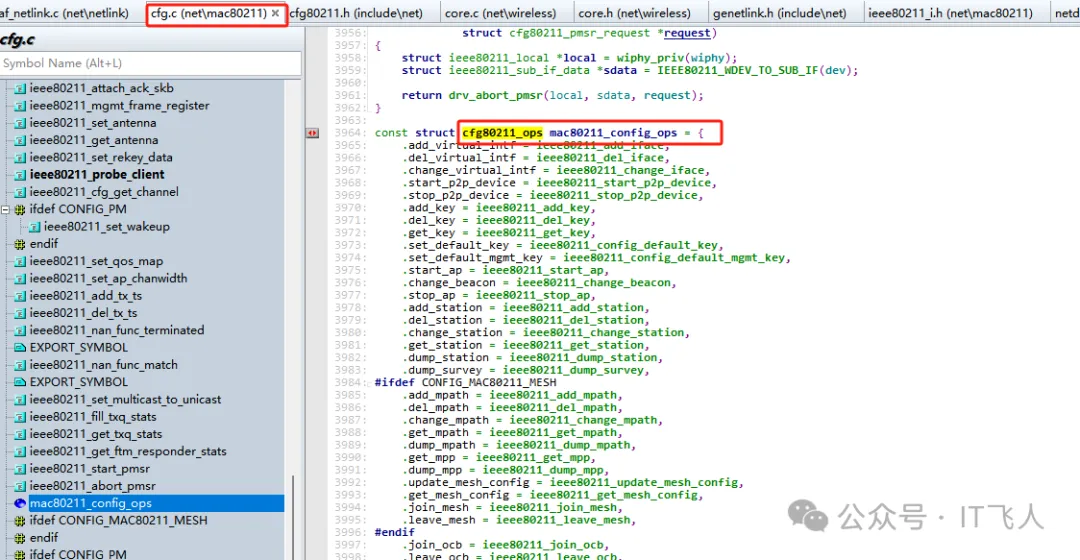 af_netlink.c (net\netlink)
cfg.c (net\mac80211)
cfg80211.h (include\net)
core.c (net\wireless)
core.h (net\wireless)
genetlink.h (include\net)
ieee80211_i.h (net\mac80211)
netd
cfg.c
Symbol Name (Alt+L)
ieee80211_attach_ack_skb
ieee80211_mgmt_frame_register
ieee80211_set_antenna
ieee80211_get_antenna
ieee80211_set_rekey_data
ieee80211_probe_client
ieee80211_cfg_get_channel
ifdef CONFIG_PM
ieee80211_set_wakeup
endif
ieee80211_set_qos_map
ieee80211_set_ap_chanwidth
ieee80211_add_tx_ts
ieee80211_del_tx_ts
ieee80211_nan_func_terminated
EXPORT_SYMBOL
ieee80211_nan_func_match
EXPORT_SYMBOL
ieee80211_set_multicast_to_unicast
ieee80211_fill_txq_stats
ieee80211_get_txq_stats
ieee80211_get_ftm_responder_stats
ieee80211_start_pmsr
ieee80211_abort_pmsr
mac80211_config_ops
ifdef CONFIG_MAC80211_MESH
endif
ifdef CONFIG_PM
3956: struct cfg80211_pmsr_request *request)
3957: {
3958: struct ieee80211_local *local = wiphy_priv(wiphy);
3959: struct ieee80211_sub_if_data *sdata = IEEE80211_WDEV_TO_SUB_IF(dev);
3960:
3961: return drv_abort_pmsr(local, sdata, request);
3962: }
3963:
3964: const struct cfg80211_ops mac80211_config_ops = {
3965: .add_virtual_intf = ieee80211_add_iface,
3966: .del_virtual_intf = ieee80211_del_iface,
3967: .change_virtual_intf = ieee80211_change_iface,
3968: .start_p2p_device = ieee80211_start_p2p_device,
3969: .stop_p2p_device = ieee80211_stop_p2p_device,
3970: .add_key = ieee80211_add_key,
3971: .del_key = ieee80211_del_key,
3972: .get_key = ieee80211_get_key,
3973: .set_default_key = ieee80211_config_default_key,
3974: .set_default_mgmt_key = ieee80211_config_default_mgmt_key,
3975: .start_ap = ieee80211_start_ap,
3976: .change_beacon = ieee80211_change_beacon,
3977: .stop_ap = ieee80211_stop_ap,
3978: .add_station = ieee80211_add_station,
3979: .del_station = ieee80211_del_station,
3980: .change_station = ieee80211_change_station,
3981: .get_station = ieee80211_get_station,
3982: .dump_station = ieee80211_dump_station,
3983: .dump_survey = ieee80211_dump_survey,
3984: #ifdef CONFIG_MAC80211_MESH
3985: .add_mpath = ieee80211_add_mpath,
3986: .del_mpath = ieee80211_del_mpath,
3987: .change_mpath = ieee80211_change_mpath,
3988: .get_mpath = ieee80211_get_mpath,
3989: .dump_mpath = ieee80211_dump_mpath,
3990: .get_mpp = ieee80211_get_mpp,
3991: .dump_mpp = ieee80211_dump_mpp,
3992: .update_mesh_config = ieee80211_update_mesh_config,
3993: .get_mesh_config = ieee80211_get_mesh_config,
3994: .join_mesh = ieee80211_join_mesh,
3995: .leave_mesh = ieee80211_leave_mesh,
3996: #endif
3997: .join_ocb = ieee80211_join_ocb,
3998: .leave_ocb = ieee80211_leave_ocb,
公众号 · IT飞人